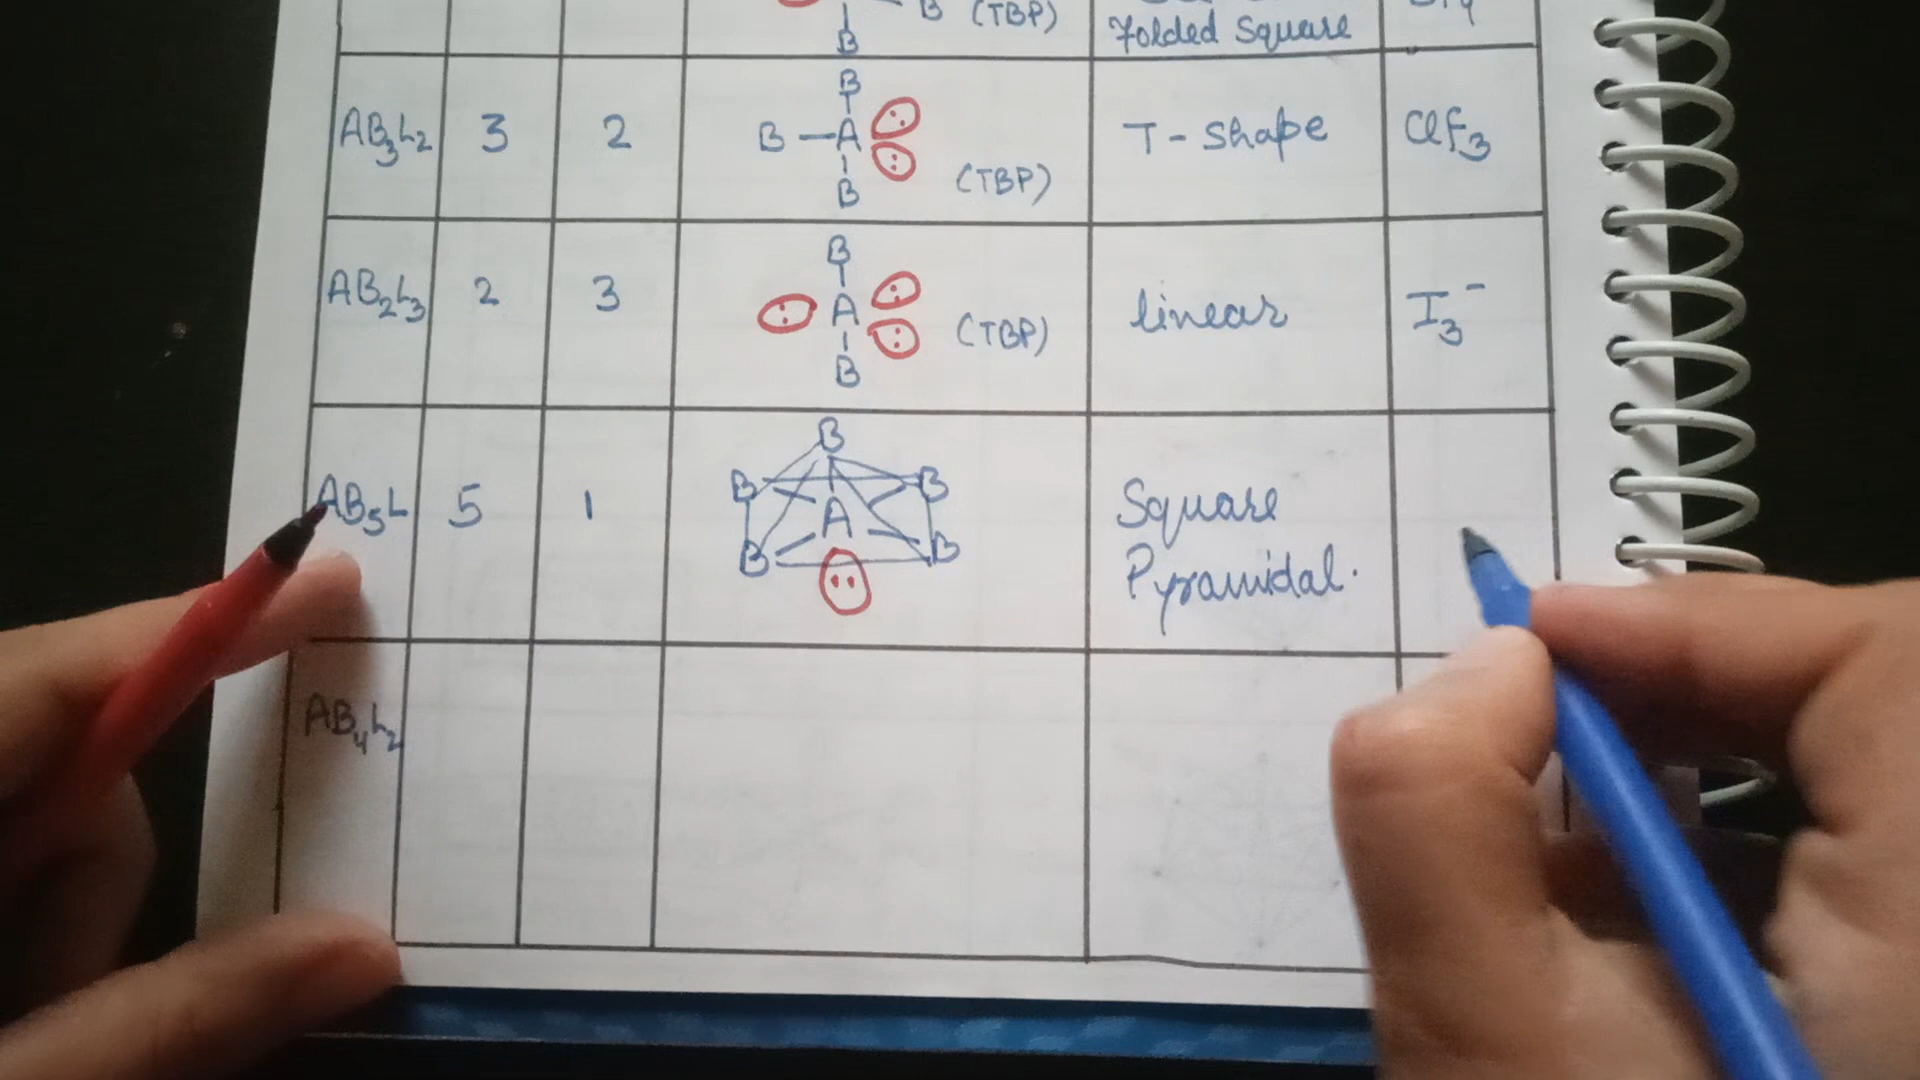 B (TBP)
B
Folded Square
AB3L2 3 2
B
B — A
B
(TBP)
T-Shape
ClF3
AB2L3 2 3
B
A
B
(TBP)
linear
I3-
AB5L 5 1
B
B B
A
B B
Square
Pyramidal.
AB4L2